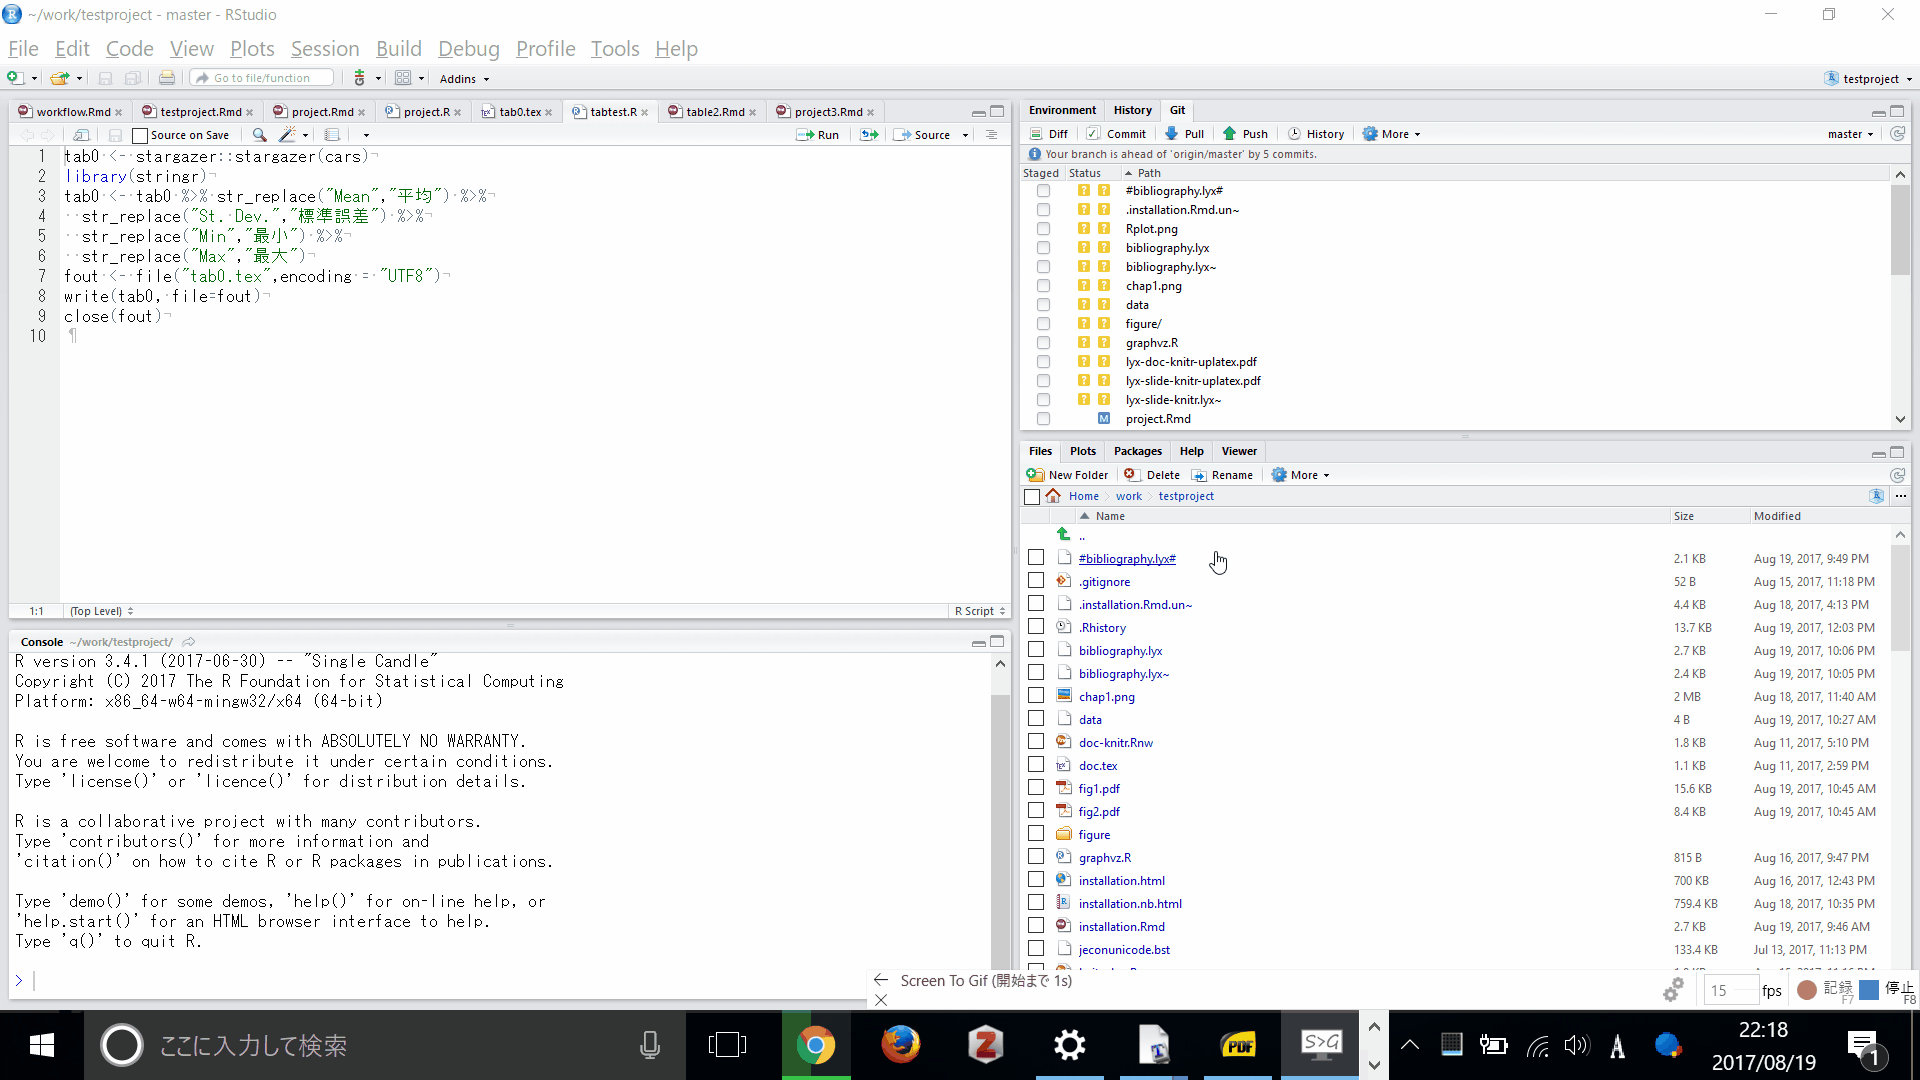 ~/work/testproject - master - RStudio
File Edit Code View Plots Session Build Debug Profile Tools Help
Go to file/function Addins testproject
workflow.Rmd testproject.Rmd project.Rmd project.R tab0.tex tabtest.R table2.Rmd project3.Rmd
Source on Save Run Source
1 tab0 <- stargazer::stargazer(cars)
2 library(stringr)
3 tab0 <- tab0 %>% str_replace("Mean","平均") %>%
4 str_replace("St. Dev.","標準誤差") %>%
5 str_replace("Min","最小") %>%
6 str_replace("Max","最大")
7 fout <- file("tab0.tex",encoding = "UTF8")
8 write(tab0, file=fout)
9 close(fout)
10
1:1 (Top Level) R Script
Console ~/work/testproject/
R version 3.4.1 (2017-06-30) -- "Single Candle"
Copyright (C) 2017 The R Foundation for Statistical Computing
Platform: x86_64-w64-mingw32/x64 (64-bit)
R is free software and comes with ABSOLUTELY NO WARRANTY.
You are welcome to redistribute it under certain conditions.
Type 'license()' or 'licence()' for distribution details.
R is a collaborative project with many contributors.
Type 'contributors()' for more information and
'citation()' on how to cite R or R packages in publications.
Type 'demo()' for some demos, 'help()' for on-line help, or
'help.start()' for an HTML browser interface to help.
Type 'q()' to quit R.
>
Environment History Git
Diff Commit Pull Push History More master
Your branch is ahead of 'origin/master' by 5 commits.
Staged Status Path
? ? #bibliography.lyx#
? ? .installation.Rmd.un~
? ? Rplot.png
? ? bibliography.lyx
? ? bibliography.lyx~
? ? chap1.png
? ? data
? ? figure/
? ? graphvz.R
? ? lyx-doc-knitr-uplatex.pdf
? ? lyx-slide-knitr-uplatex.pdf
? ? lyx-slide-knitr.lyx~
M project.Rmd
Files Plots Packages Help Viewer
New Folder Delete Rename More
Home work testproject
Name Size Modified
..
#bibliography.lyx# 2.1 KB Aug 19, 2017, 9:49 PM
.gitignore 52 B Aug 15, 2017, 11:18 PM
.installation.Rmd.un~ 4.4 KB Aug 18, 2017, 4:13 PM
.Rhistory 13.7 KB Aug 19, 2017, 12:03 PM
bibliography.lyx 2.7 KB Aug 19, 2017, 10:06 PM
bibliography.lyx~ 2.4 KB Aug 19, 2017, 10:05 PM
chap1.png 2 MB Aug 18, 2017, 11:40 AM
data 4 B Aug 19, 2017, 10:27 AM
doc-knitr.Rnw 1.8 KB Aug 11, 2017, 5:10 PM
doc.tex 1.1 KB Aug 11, 2017, 2:59 PM
fig1.pdf 15.6 KB Aug 19, 2017, 10:45 AM
fig2.pdf 8.4 KB Aug 19, 2017, 10:45 AM
figure
graphvz.R 815 B Aug 16, 2017, 9:47 PM
installation.html 700 KB Aug 16, 2017, 12:43 PM
installation.nb.html 759.4 KB Aug 18, 2017, 10:35 PM
installation.Rmd 2.7 KB Aug 19, 2017, 9:46 AM
jeconunicode.bst 133.4 KB Jul 13, 2017, 11:13 PM
Screen To Gif (開始まで 1s)
15 fps 記録 F7 停止 F8
ここに入力して検索
PDF S>G A 22:18
2017/08/19 1